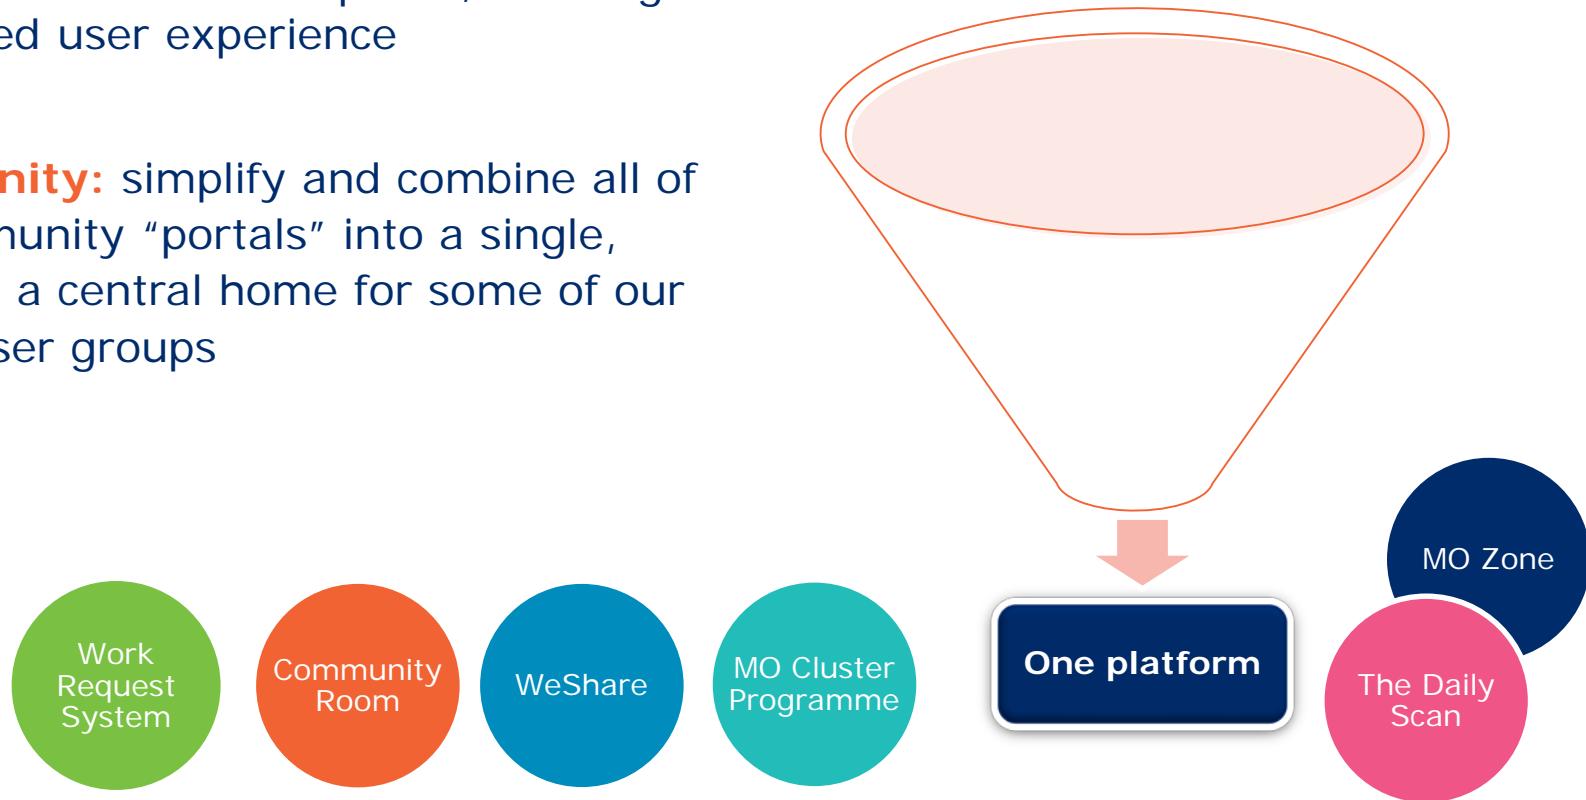 ed user experience
nity: simplify and combine all of
munity “portals” into a single,
a central home for some of our
ser groups
Work
Request
System
Community
Room
WeShare
MO Cluster
Programme
One platform
MO Zone
The Daily
Scan